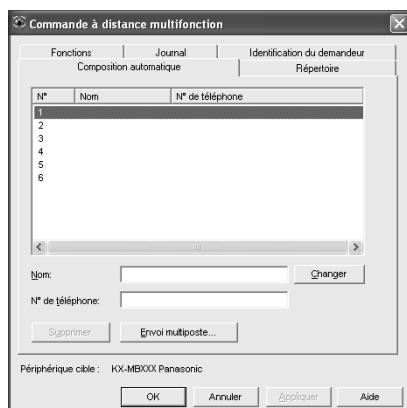 Commande à distance multifonction
Fonctions Journal Identification du demandeur
Composition automatique Répertoire
N° Nom N° de téléphone
1
2
3
4
5
6
Nom: Changer
N° de téléphone:
Supprimer Envoi multiposte...
Périphérique cible : KX-MBXXX Panasonic
OK Annuler Appliquer Aide